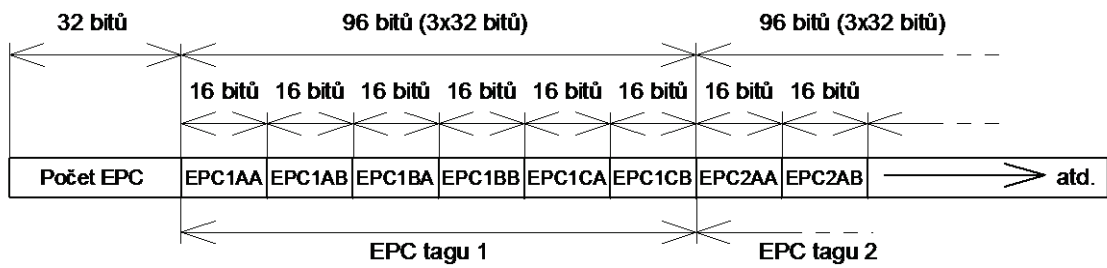 32 bitů 96 bitů (3x32 bitů) 96 bitů (3x32 bitů)
16 bitů 16 bitů 16 bitů 16 bitů 16 bitů 16 bitů 16 bitů 16 bitů
Počet EPC EPC1AA EPC1AB EPC1BA EPC1BB EPC1CA EPC1CB EPC2AA EPC2AB atd.
EPC tagu 1 EPC tagu 2